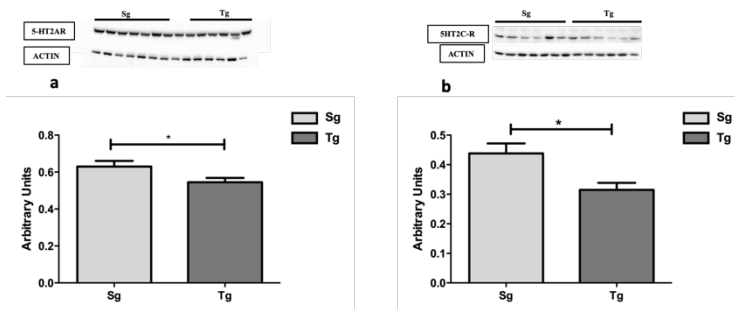 Sg Tg
5-HT2AR
ACTIN
a
Sg Tg
5HT2C-R
ACTIN
b
Sg
Tg
*
Arbitrary Units
0.8
0.6
0.4
0.2
0.0
Sg Tg
Sg
Tg
*
Arbitrary Units
0.5
0.4
0.3
0.2
0.1
0.0
Sg Tg